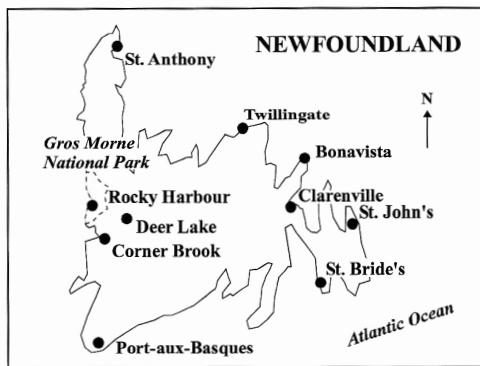 NEWFOUNDLAND
St. Anthony
N
Twillingate
Gros Morne
National Park
Bonavista
Rocky Harbour
Clarenville
St. John's
Deer Lake
Corner Brook
St. Bride's
Atlantic Ocean
Port-aux-Basques